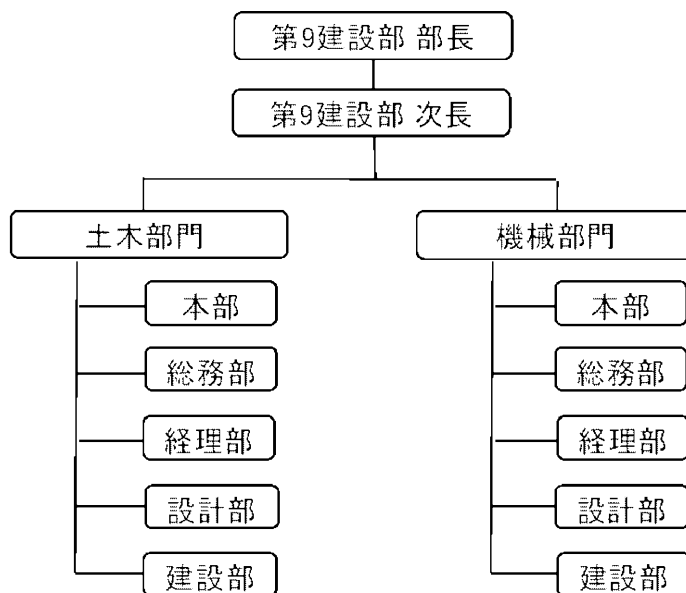 第9建設部 部長
第9建設部 次長
土木部門
本部
総務部
経理部
設計部
建設部
機械部門
本部
総務部
経理部
設計部
建設部